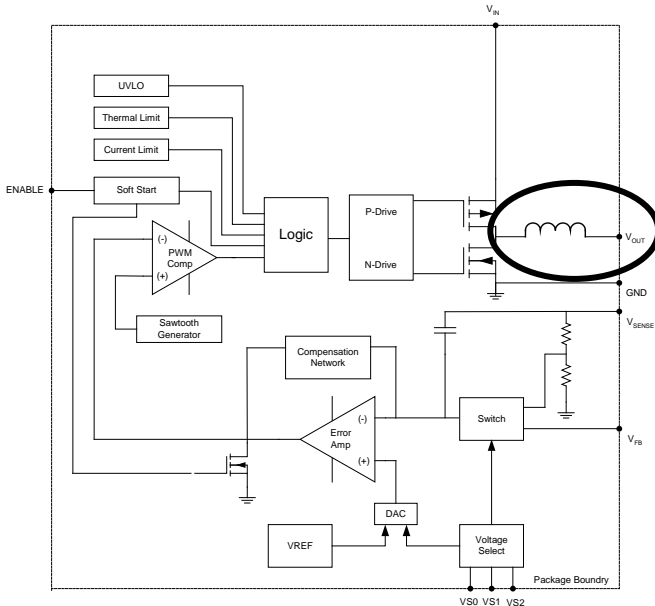 V_IN
UVLO
Thermal Limit
Current Limit
ENABLE
Soft Start
P-Drive
Logic
V_OUT
(-)
PWM
Comp
(+)
N-Drive
GND
Sawtooth
Generator
V_SENSE
Compensation
Network
(-)
Switch
Error
Amp
V_FB
(+)
DAC
VREF
Voltage
Select
Package Boundry
VS0 VS1 VS2